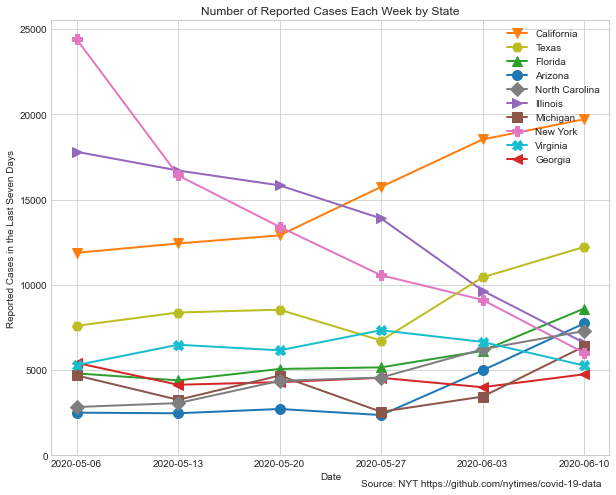 Number of Reported Cases Each Week by State
25000
20000
15000
10000
5000
0
Reported Cases in the Last Seven Days
California
Texas
Florida
Arizona
North Carolina
Illinois
Michigan
New York
Virginia
Georgia
2020-05-06
2020-05-13
2020-05-20
2020-05-27
2020-06-03
2020-06-10
Date
Source: NYT https://github.com/nytimes/covid-19-data